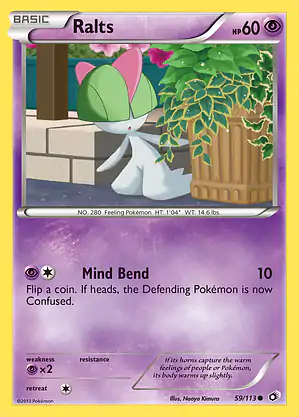 BASIC
Ralts
HP 60
NO. 280 Feeling Pokémon. HT: 1'04" WT: 14.6 lbs.
Mind Bend 10
Flip a coin. If heads, the Defending Pokémon is now
Confused.
weakness
×2
resistance
retreat
If its horns capture the warm
feelings of people or Pokémon,
its body warms up slightly.
©2013 Pokémon
Illus. Naoyo Kimura
59/113